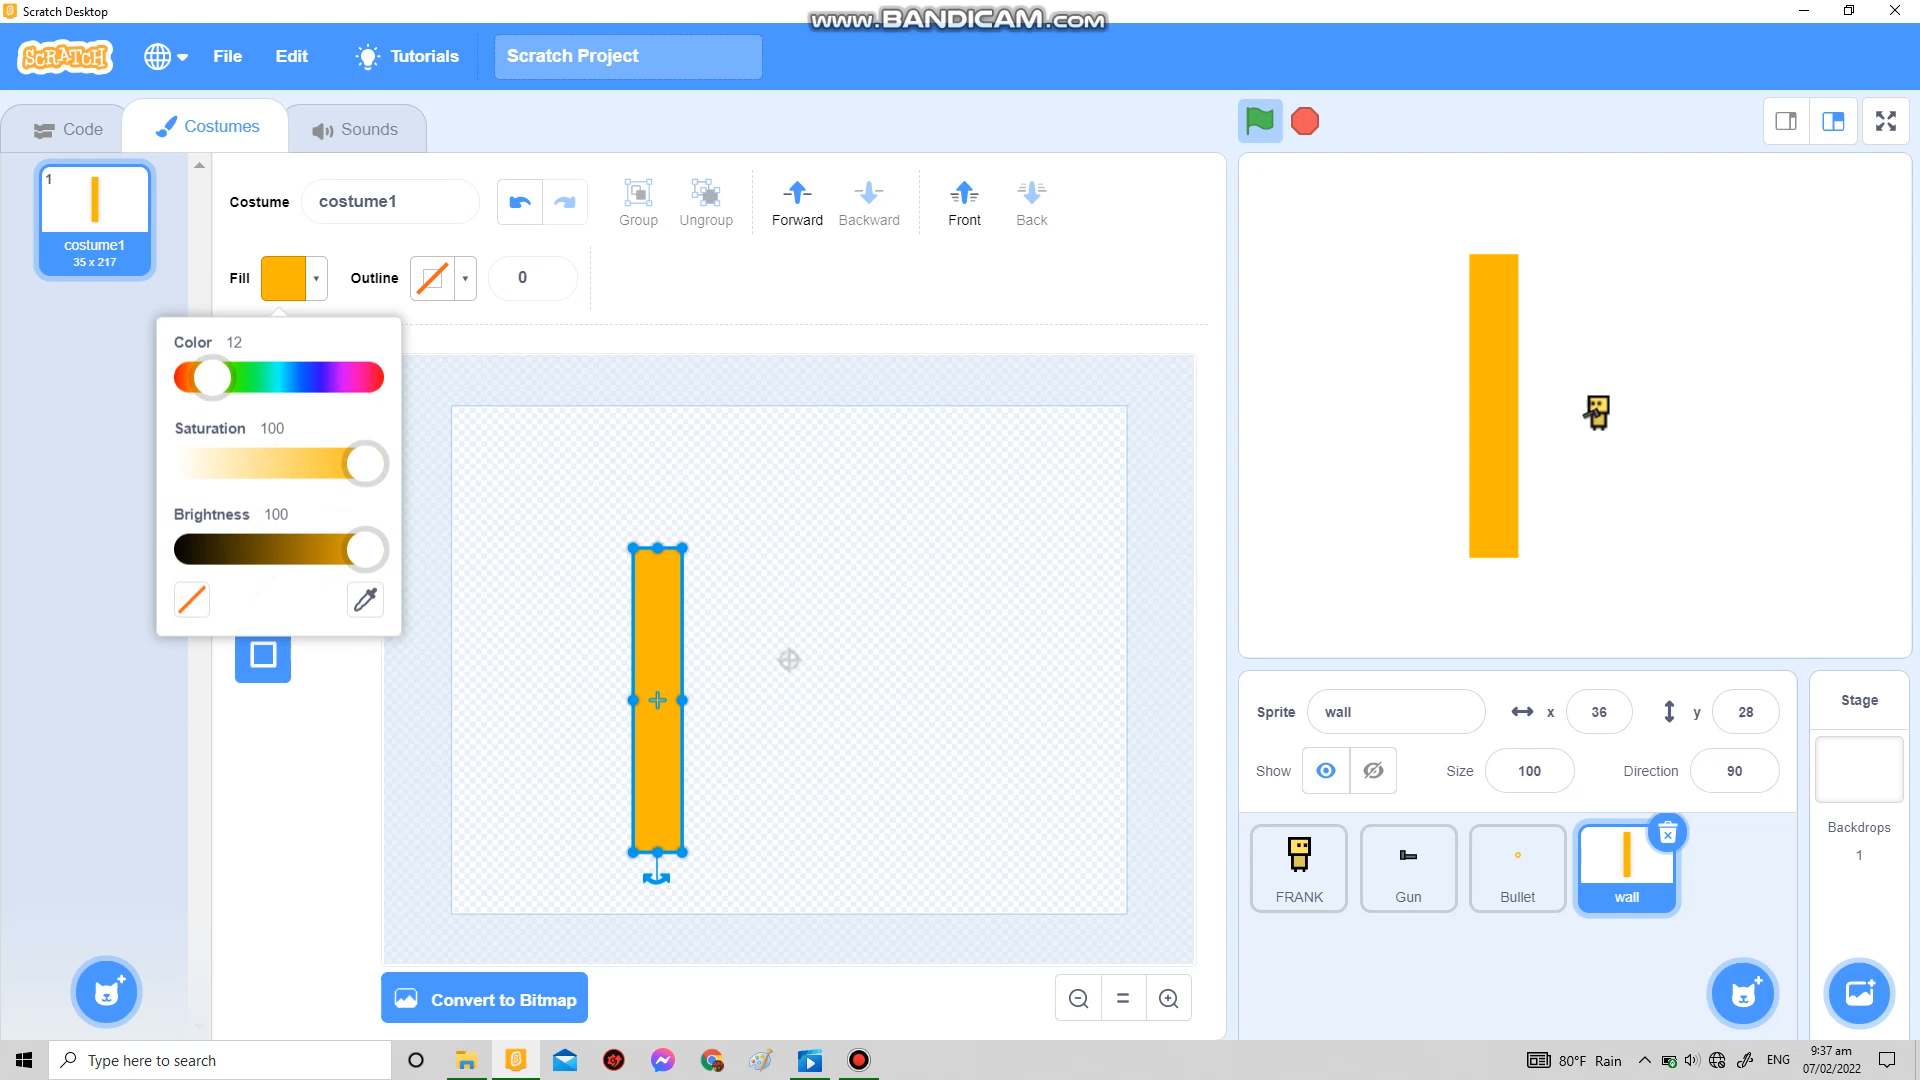 Scratch Desktop
www.BANDICAM.com
SCRATCH
File
Edit
Tutorials
Scratch Project
Code
Costumes
Sounds
1
costume1
35 x 217
Costume
costume1
Group
Ungroup
Forward
Backward
Front
Back
Fill
Outline
0
Color 12
Saturation 100
Brightness 100
Convert to Bitmap
Sprite
wall
x
36
y
28
Show
Size
100
Direction
90
FRANK
Gun
Bullet
wall
Stage
Backdrops
1
Type here to search
80°F Rain
ENG
9:37 am
07/02/2022